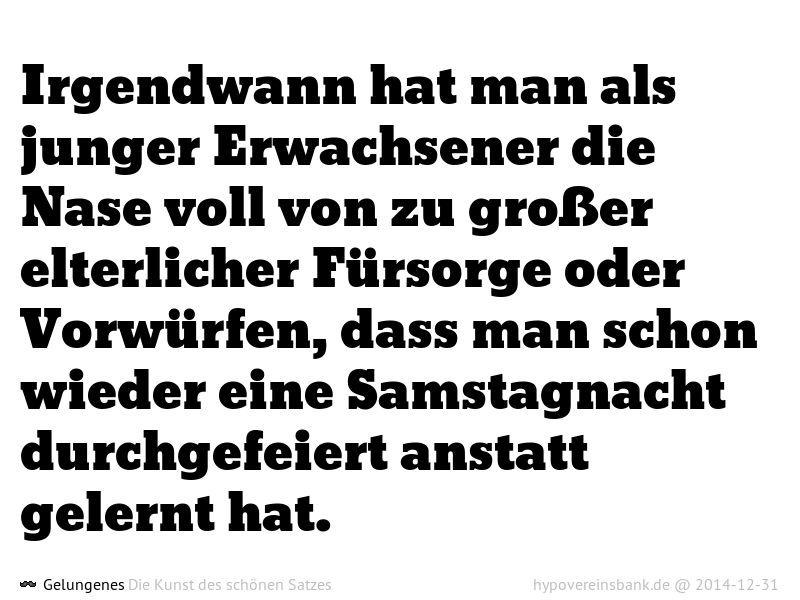 Irgendwann hat man als
junger Erwachsener die
Nase voll von zu großer
elterlicher Fürsorge oder
Vorwürfen, dass man schon
wieder eine Samstagnacht
durchgefeiert anstatt
gelernt hat.
Gelungenes Die Kunst des schönen Satzes
hypovereinsbank.de @ 2014-12-31